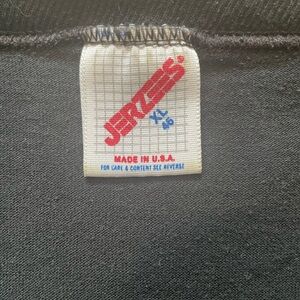 JERZEES®
XL
46
MADE IN U.S.A.
FOR CARE & CONTENT SEE REVERSE